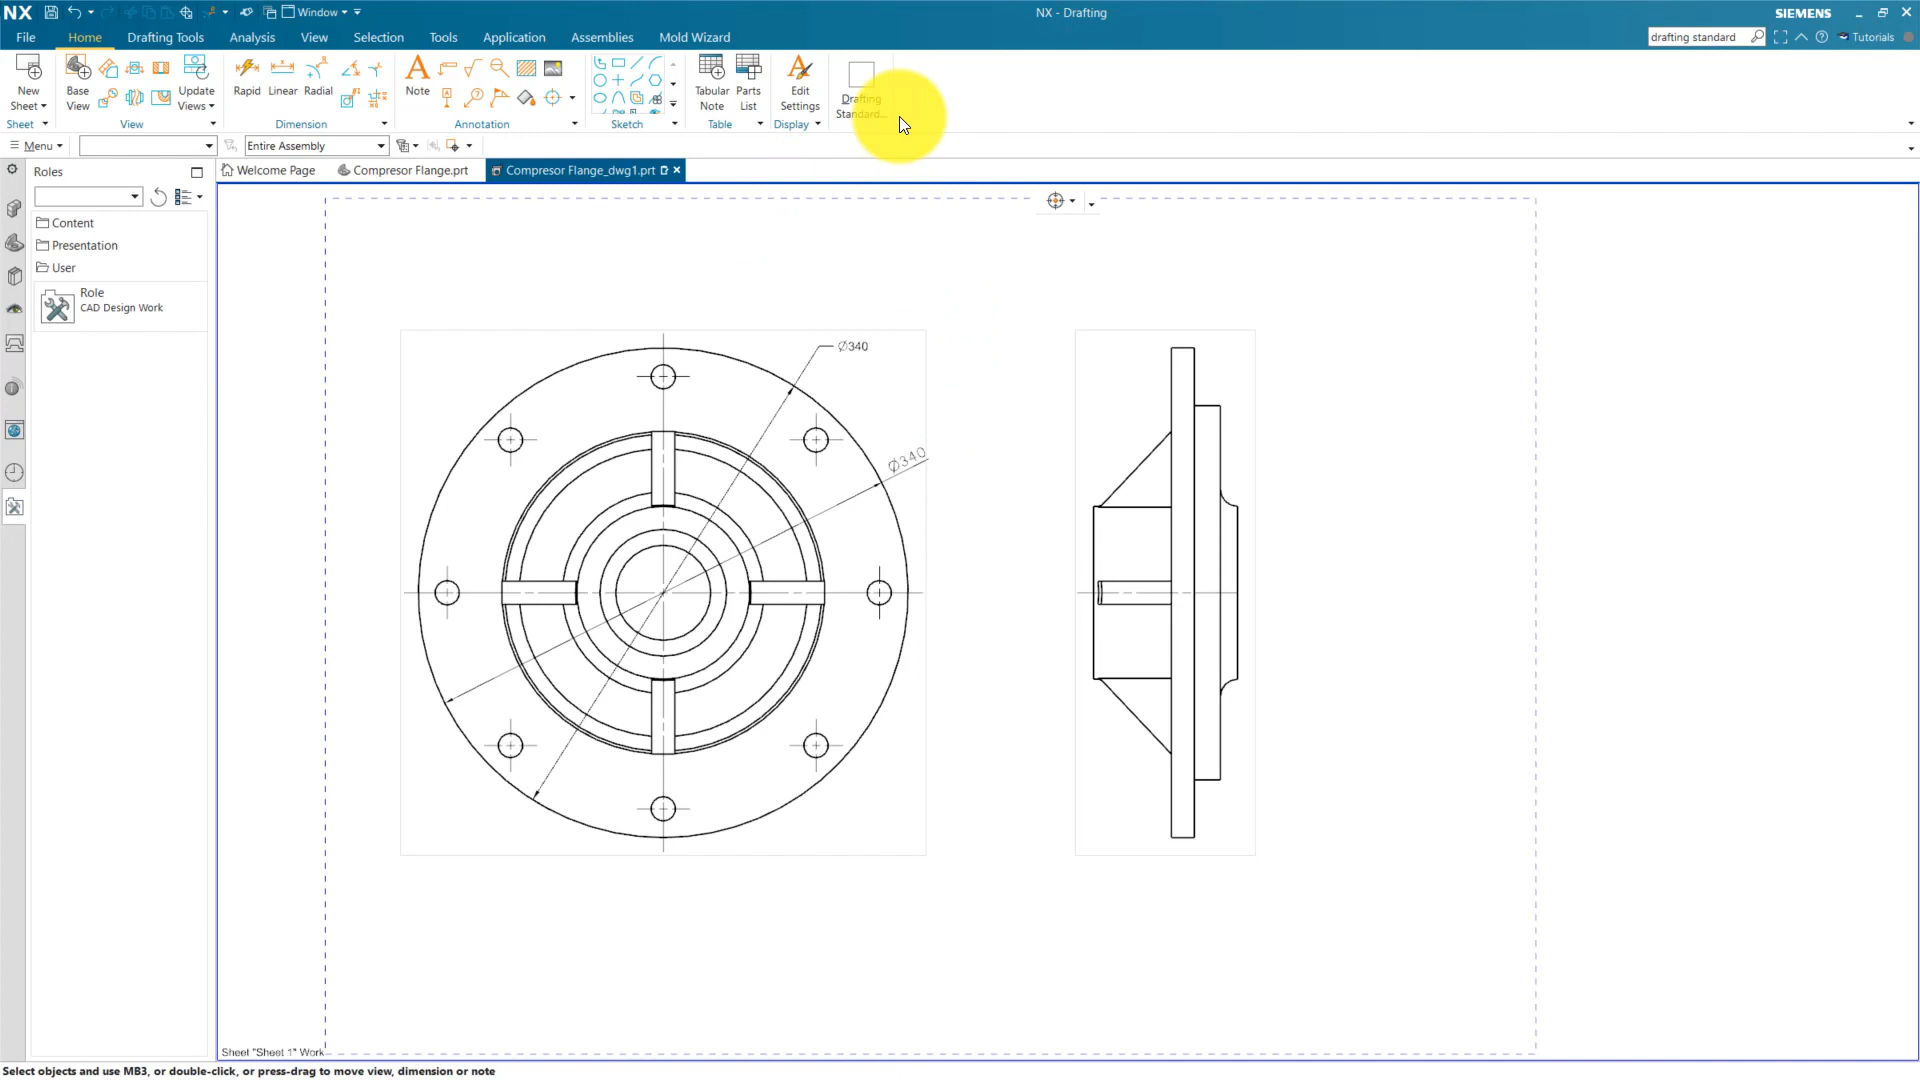 NX
Window
NX - Drafting
SIEMENS
File
Home
Drafting Tools
Analysis
View
Selection
Tools
Application
Assemblies
Mold Wizard
drafting standard
Tutorials
New
Sheet
Base
View
Update
Views
Rapid
Linear
Radial
Note
Tabular
Note
Parts
List
Edit
Settings
Drafting
Standard...
Sheet
View
Dimension
Annotation
Sketch
Table
Display
Menu
Entire Assembly
Roles
Welcome Page
Compresor Flange.prt
Compresor Flange_dwg1.prt
Content
Presentation
User
Role
CAD Design Work
Ø340
Ø340
Sheet "Sheet 1" Work
Select objects and use MB3, or double-click, or press-drag to move view, dimension or note